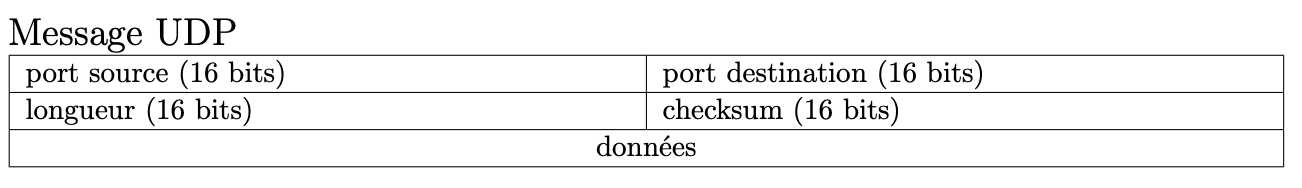 Message UDP
port source (16 bits) port destination (16 bits)
longueur (16 bits) checksum (16 bits)
données